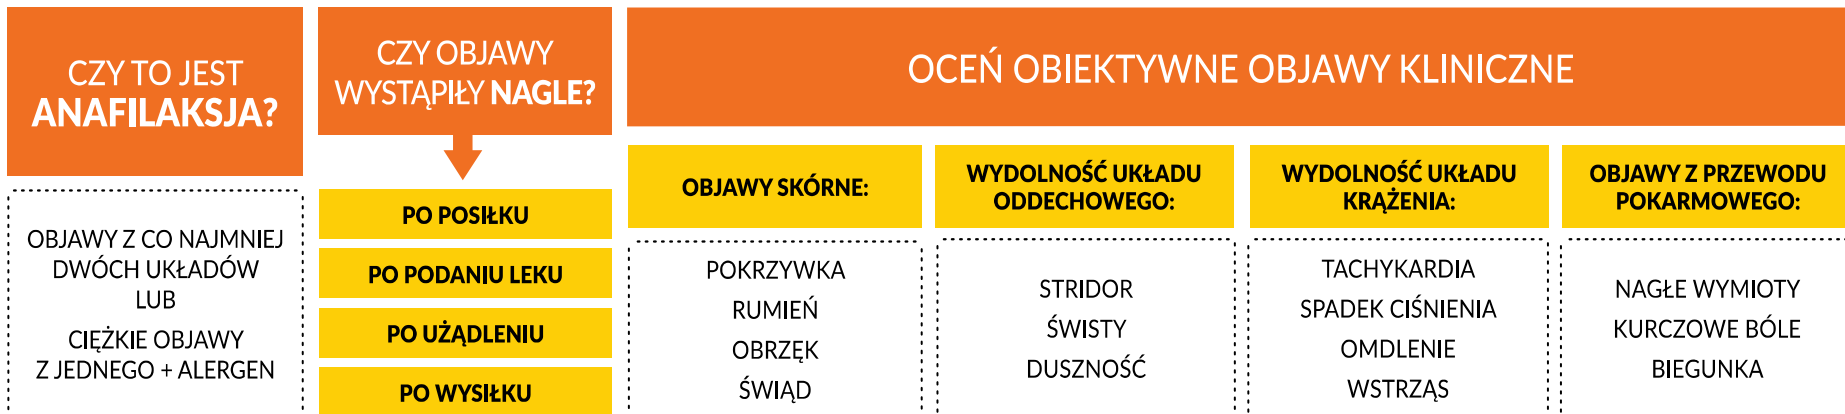 CZY TO JEST
ANAFILAKSJA?
OBJAWY Z CO NAJMNIEJ
DWÓCH UKŁADÓW
LUB
CIĘŻKIE OBJAWY
Z JEDNEGO + ALERGEN
CZY OBJAWY
WYSTĄPIŁY NAGLE?
PO POSIŁKU
PO PODANIU LEKU
PO UŻĄDLENIU
PO WYSIŁKU
OCEŃ OBIEKTYWNE OBJAWY KLINICZNE
OBJAWY SKÓRNE:
POKRZYWKA
RUMIEŃ
OBRZĘK
ŚWIĄD
WYDOLNOŚĆ UKŁADU
ODDECHOWEGO:
STRIDOR
ŚWISTY
DUSZNOŚĆ
WYDOLNOŚĆ UKŁADU
KRĄŻENIA:
TACHYKARDIA
SPADEK CIŚNIENIA
OMDLENIE
WSTRZĄS
OBJAWY Z PRZEWODU
POKARMOWEGO:
NAGŁE WYMIOTY
KURCZOWE BÓLE
BIEGUNKA